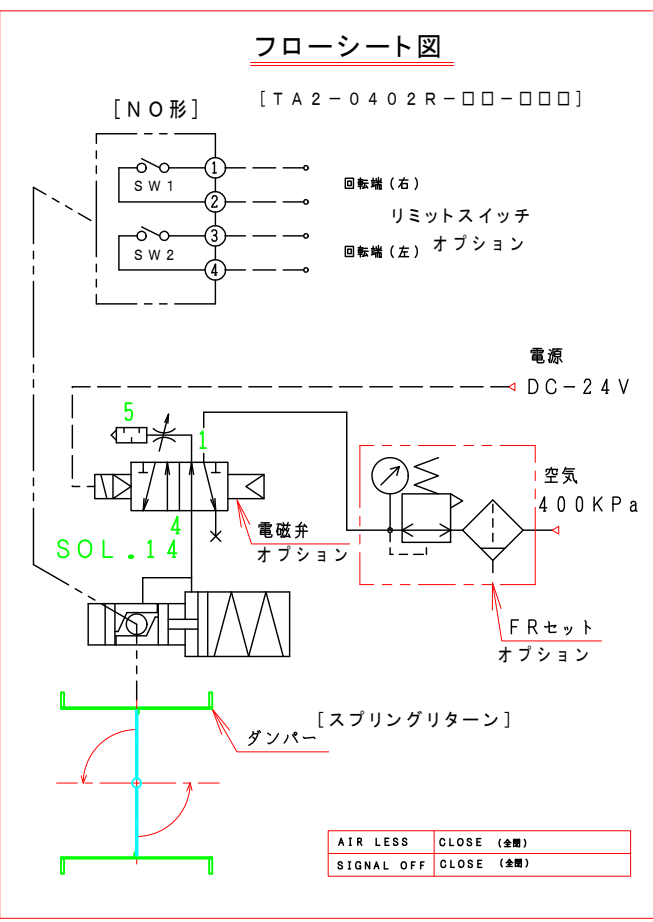 フローシート図
[TA2-0402R-□□-□□□]
[NO形]
1
SW1
2
回転端(右)
リミットスイッチ
オプション
3
SW2
4
回転端(左)
電源
DC-24V
5
1
空気
400KPa
4
SOL.14
電磁弁
オプション
FRセット
オプション
[スプリングリターン]
ダンパー
AIR LESS CLOSE (全閉)
SIGNAL OFF CLOSE (全閉)